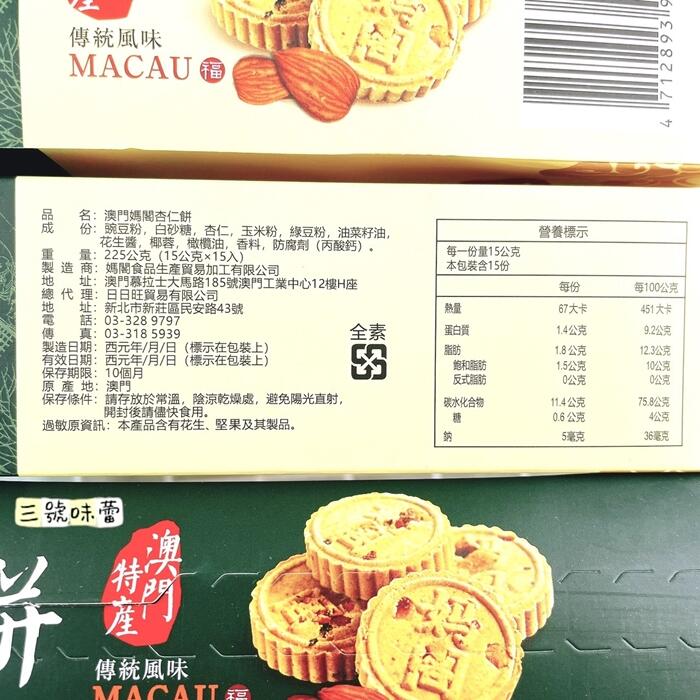 產
傳統風味
MACAU 福
媽閣
4 712893 9
品名：澳門媽閣杏仁餅
成份：豌豆粉，白砂糖，杏仁，玉米粉，綠豆粉，油菜籽油，
花生醬，椰蓉，橄欖油，香料，防腐劑（丙酸鈣）。
重量：225公克（15公克×15入）
製造商：媽閣食品生產貿易加工有限公司
地址：澳門慕拉士大馬路185號澳門工業中心12樓H座
總代理：日日旺貿易有限公司
地址：新北市新莊區民安路43號
電話：03-328 9797
傳真：03-318 5939
製造日期：西元年/月/日（標示在包裝上）
有效日期：西元年/月/日（標示在包裝上）
保存期限：10個月
原產地：澳門
保存條件：請存放於常溫，陰涼乾燥處，避免陽光直射，
開封後請儘快食用。
過敏原資訊：本產品含有花生、堅果及其製品。
全素
營養標示
每一份量15公克
本包裝含15份
每份 每100公克
熱量 67大卡 451大卡
蛋白質 1.4公克 9.2公克
脂肪 1.8公克 12.3公克
飽和脂肪 1.5公克 10公克
反式脂肪 0公克 0公克
碳水化合物 11.4公克 75.8公克
糖 0.6公克 4公克
鈉 5毫克 36毫克
三號味蕾
餅
澳門
特產
傳統風味
MACAU 福
媽閣